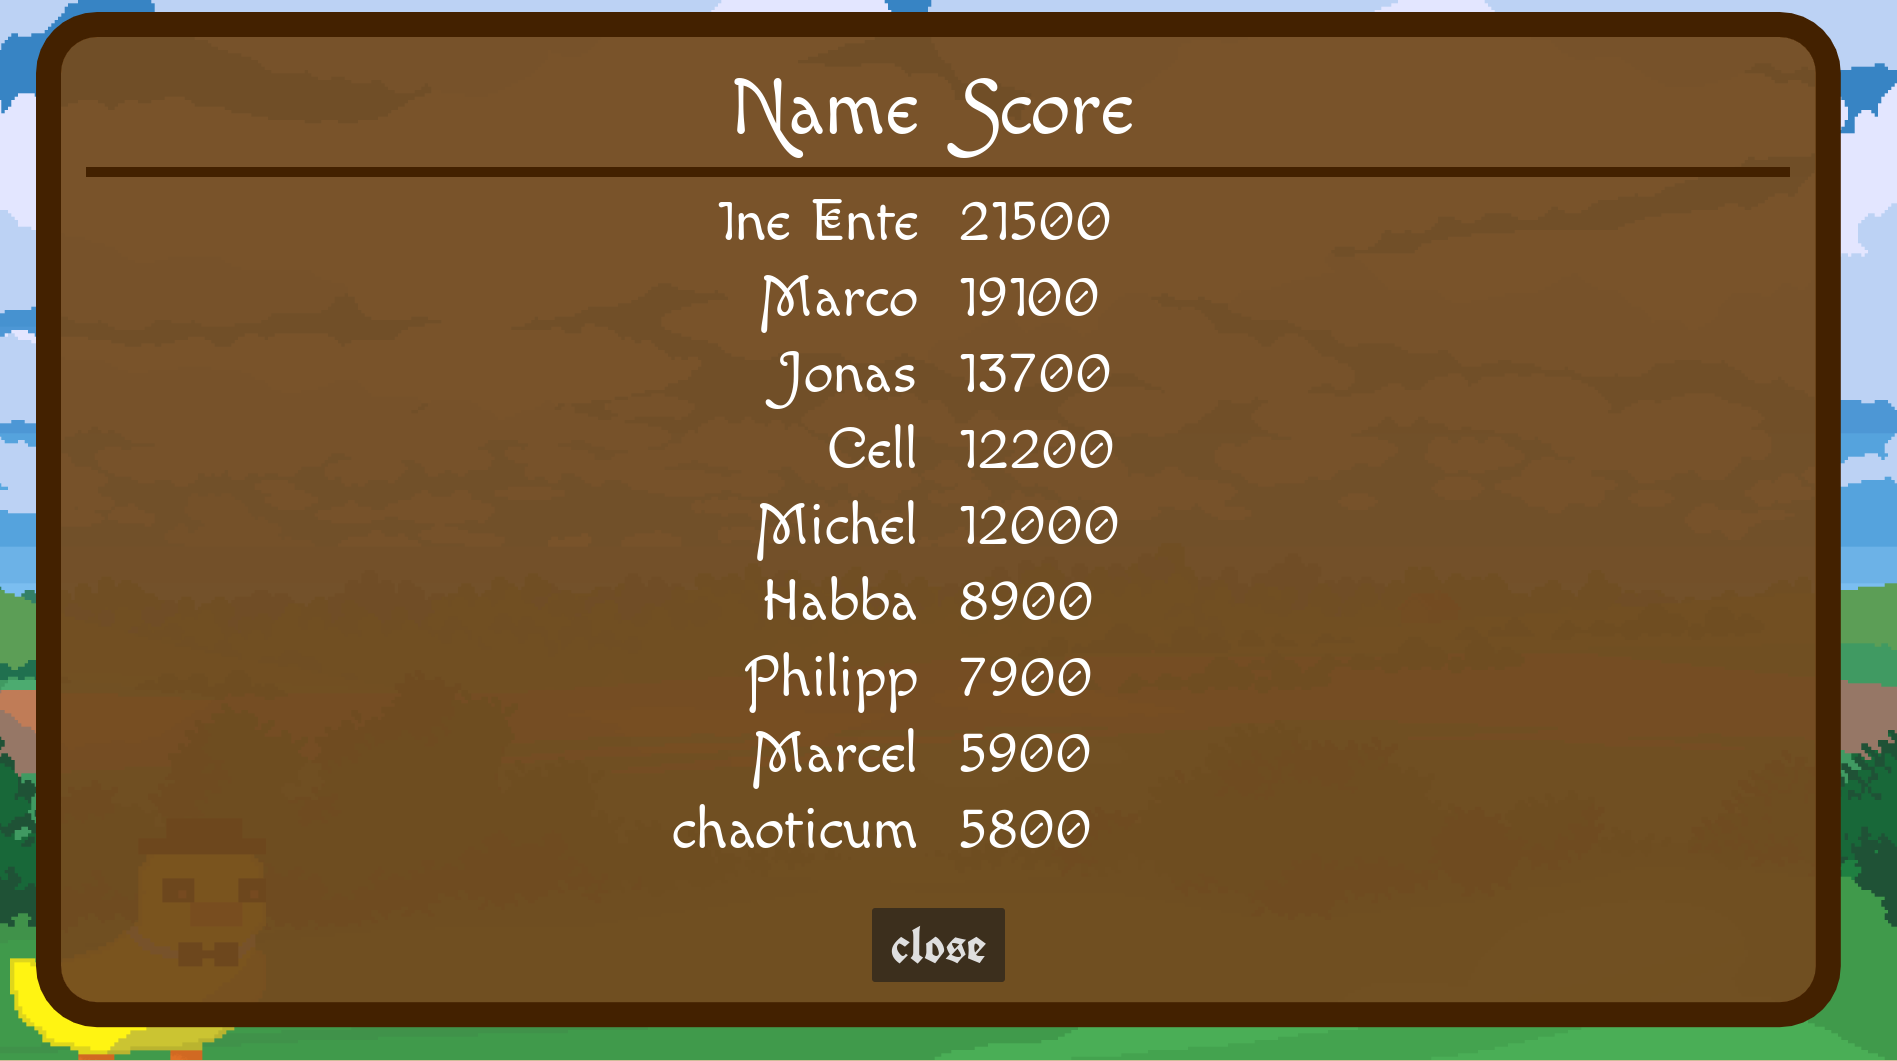 Name Score
Ine Ente 21500
Marco 19100
Jonas 13700
Cell 12200
Michel 12000
Habba 8900
Philipp 7900
Marcel 5900
chaoticum 5800
close